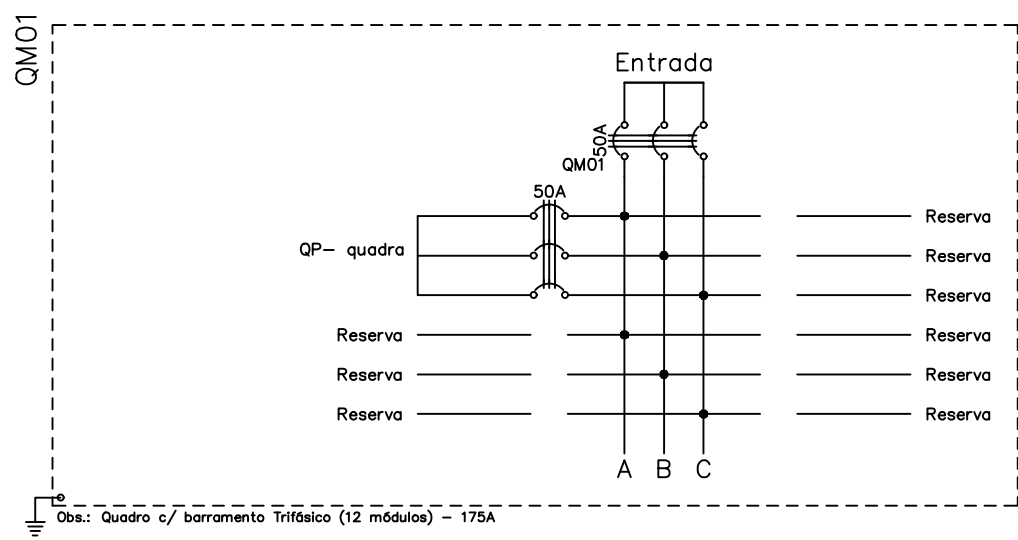 QM01
Entrada
50A
QM01
50A
QP- quadra
Reserva
Reserva
Reserva
Reserva
Reserva
Reserva
Reserva
Reserva
Reserva
A B C
Obs.: Quadro c/ barramento Trifásico (12 módulos) - 175A